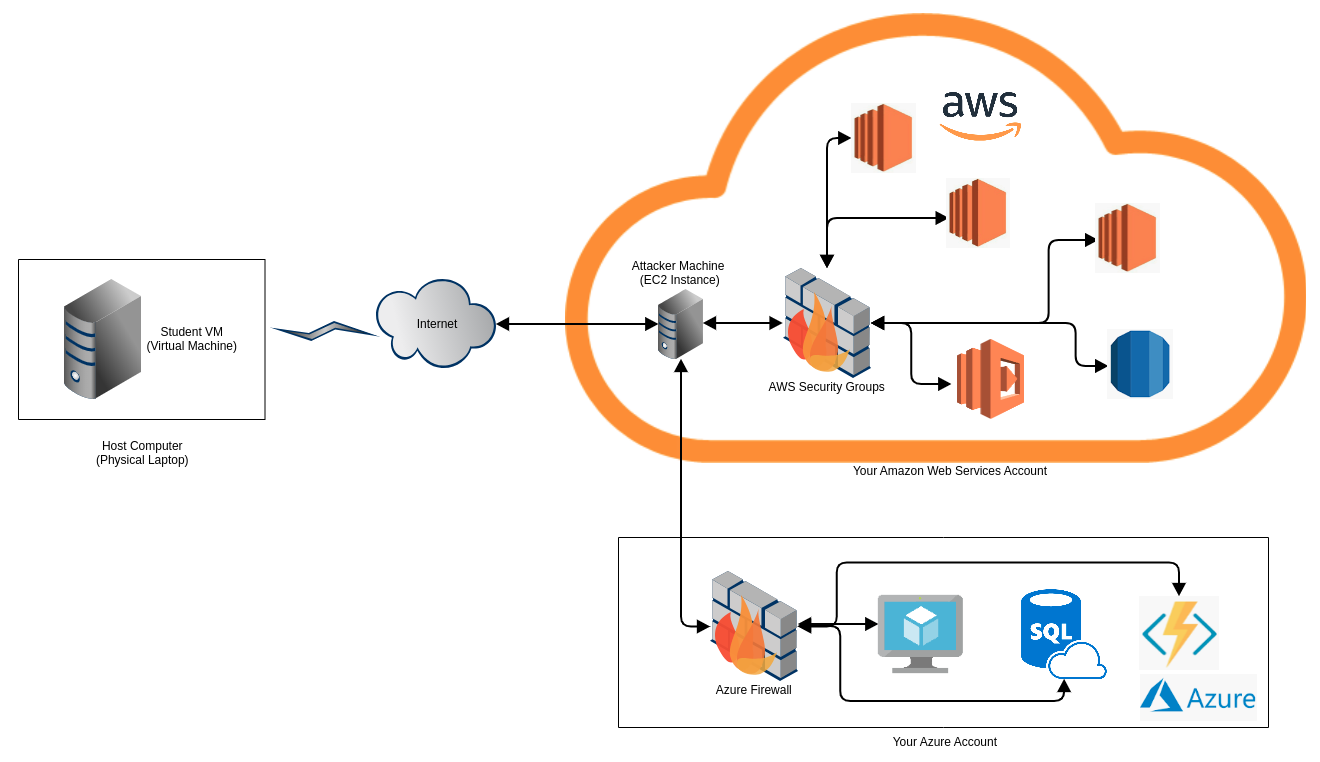 aws
Attacker Machine
(EC2 Instance)
Student VM
(Virtual Machine)
Internet
AWS Security Groups
Host Computer
(Physical Laptop)
Your Amazon Web Services Account
SQL
Azure Firewall
Azure
Your Azure Account